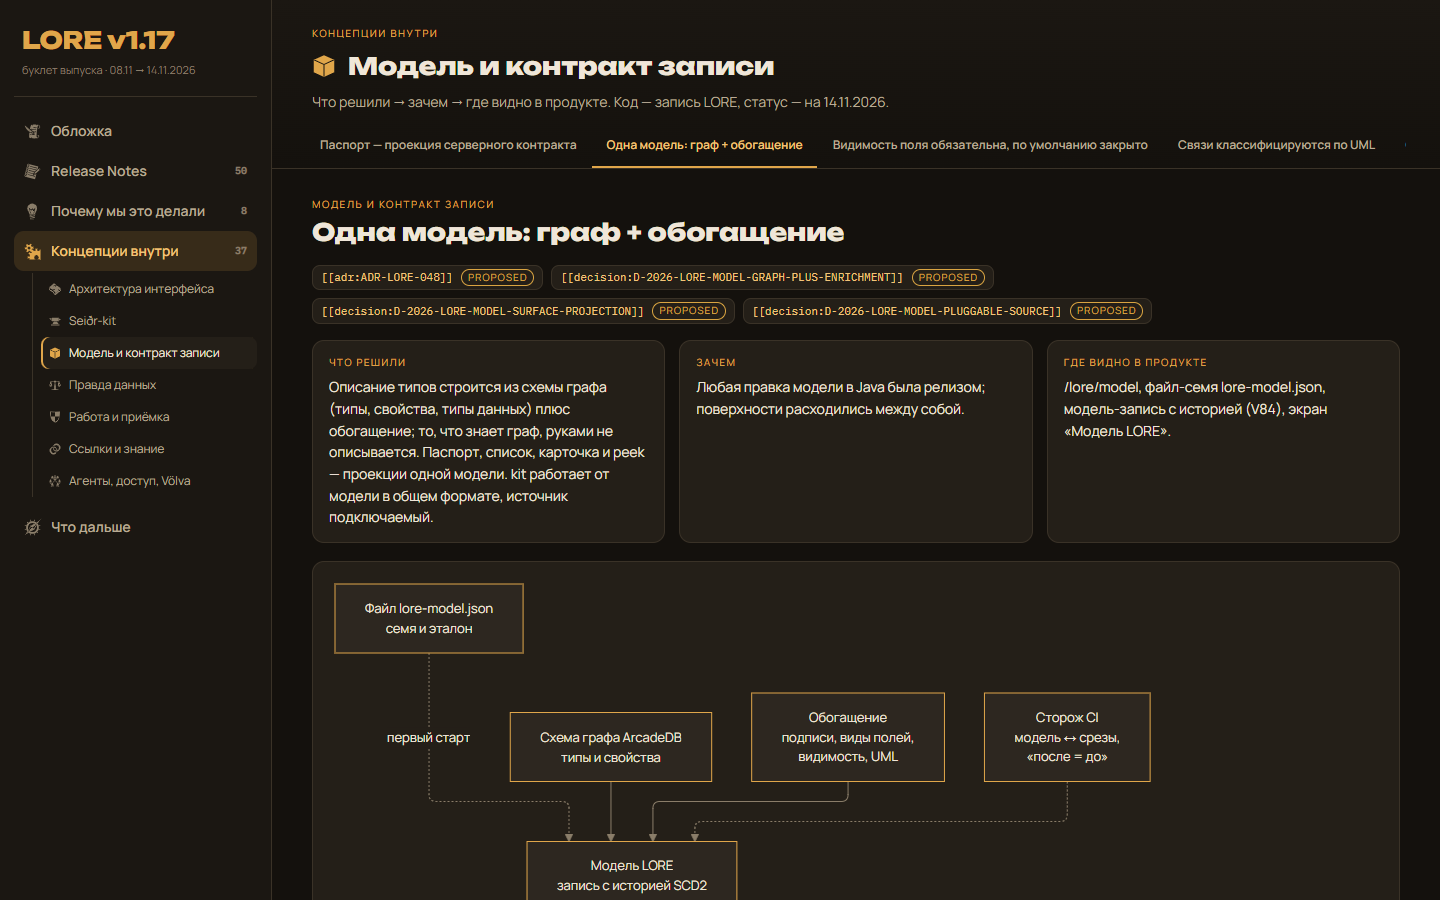 LORE v1.17
буклет выпуска · 08.11 → 14.11.2026
Обложка
Release Notes 50
Почему мы это делали 8
Концепции внутри 37
Архитектура интерфейса
Seiðr-kit
Модель и контракт записи
Правда данных
Работа и приёмка
Ссылки и знание
Агенты, доступ, Völva
Что дальше
КОНЦЕПЦИИ ВНУТРИ
Модель и контракт записи
Что решили → зачем → где видно в продукте. Код — запись LORE, статус — на 14.11.2026.
Паспорт — проекция серверного контракта
Одна модель: граф + обогащение
Видимость поля обязательна, по умолчанию закрыто
Связи классифицируются по UML
МОДЕЛЬ И КОНТРАКТ ЗАПИСИ
Одна модель: граф + обогащение
[[adr:ADR-LORE-048]] PROPOSED
[[decision:D-2026-LORE-MODEL-GRAPH-PLUS-ENRICHMENT]] PROPOSED
[[decision:D-2026-LORE-MODEL-SURFACE-PROJECTION]] PROPOSED
[[decision:D-2026-LORE-MODEL-PLUGGABLE-SOURCE]] PROPOSED
ЧТО РЕШИЛИ
Описание типов строится из схемы графа
(типы, свойства, типы данных) плюс
обогащение; то, что знает граф, руками не
описывается. Паспорт, список, карточка и peek
— проекции одной модели. kit работает от
модели в общем формате, источник
подключаемый.
ЗАЧЕМ
Любая правка модели в Java была релизом;
поверхности расходились между собой.
ГДЕ ВИДНО В ПРОДУКТЕ
/lore/model, файл-семя lore-model.json,
модель-запись с историей (V84), экран
«Модель LORE».
Файл lore-model.json
семя и эталон
первый старт
Схема графа ArcadeDB
типы и свойства
Обогащение
подписи, виды полей,
видимость, UML
Сторож CI
модель ↔ срезы,
«после = до»
Модель LORE
запись с историей SCD2